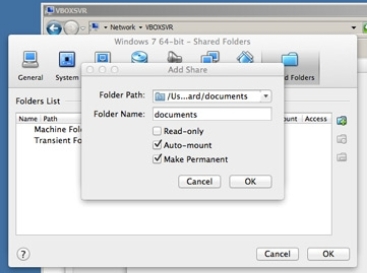 VBOXSVR
Network VBOXSVR
Windows 7 64-bit - Shared Folders
General System
d Folders
Add Share
Folder Path: /Us...ard/documents
Folder Name: documents
Read-only
Auto-mount
Make Permanent
Cancel OK
Folders List
Name Path
ount Access
Machine Fol
Transient Fo
? Cancel OK